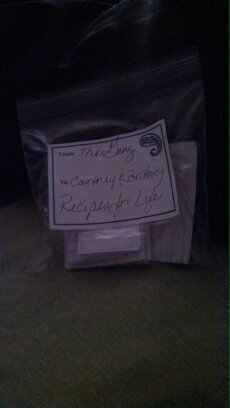 From: The Gang
To: Courtney & Brittney
Recipes for Life